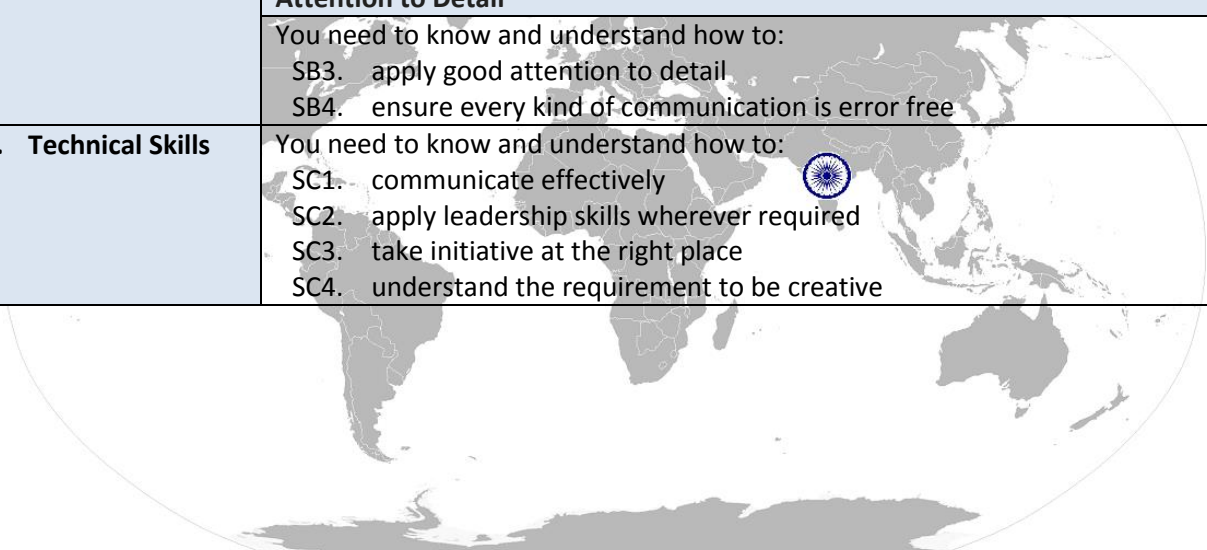 Attention to Detail
You need to know and understand how to:
SB3. apply good attention to detail
SB4. ensure every kind of communication is error free
. Technical Skills
You need to know and understand how to:
SC1. communicate effectively
SC2. apply leadership skills wherever required
SC3. take initiative at the right place
SC4. understand the requirement to be creative